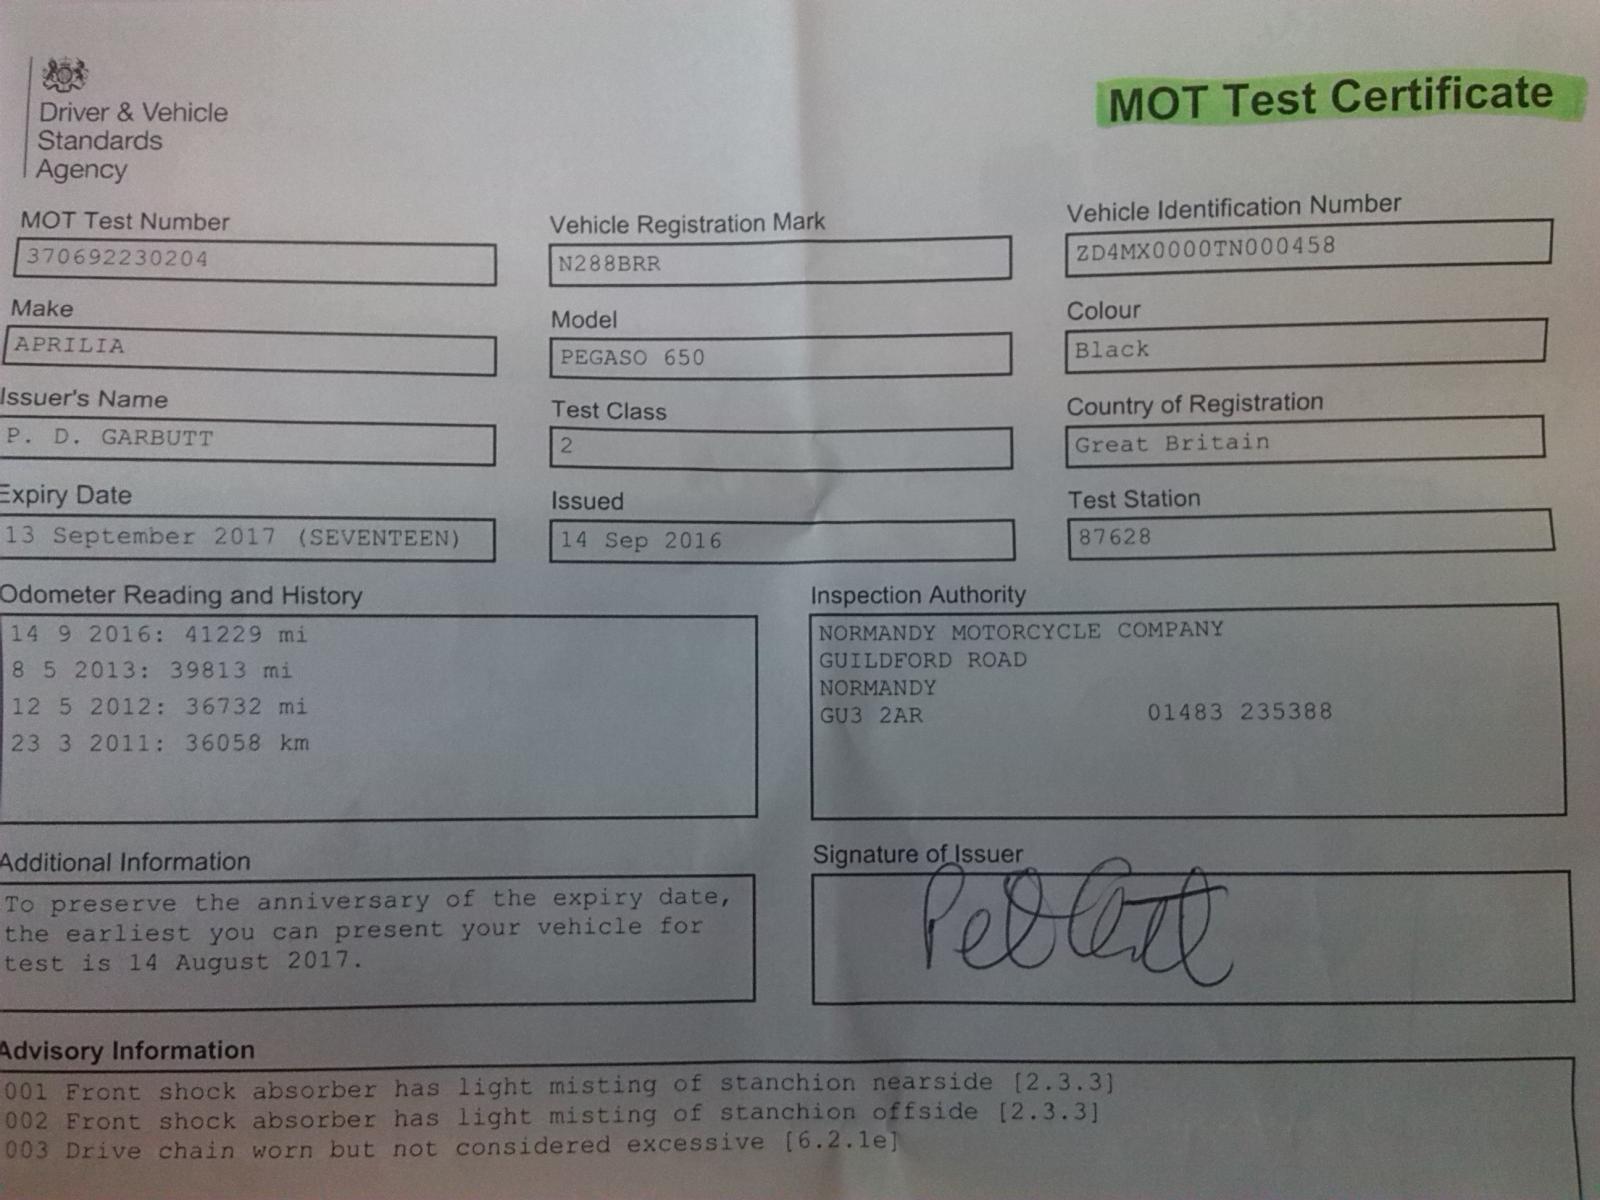 Driver & Vehicle
Standards
Agency
MOT Test Certificate
MOT Test Number
370692230204
Vehicle Registration Mark
N288BRR
Vehicle Identification Number
ZD4MX0000TN000458
Make
APRILIA
Model
PEGASO 650
Colour
Black
Issuer's Name
P. D. GARBUTT
Test Class
2
Country of Registration
Great Britain
Expiry Date
13 September 2017 (SEVENTEEN)
Issued
14 Sep 2016
Test Station
87628
Odometer Reading and History
14 9 2016: 41229 mi
8 5 2013: 39813 mi
12 5 2012: 36732 mi
23 3 2011: 36058 km
Inspection Authority
NORMANDY MOTORCYCLE COMPANY
GUILDFORD ROAD
NORMANDY
GU3 2AR 01483 235388
Additional Information
To preserve the anniversary of the expiry date,
the earliest you can present your vehicle for
test is 14 August 2017.
Signature of Issuer
Advisory Information
001 Front shock absorber has light misting of stanchion nearside [2.3.3]
002 Front shock absorber has light misting of stanchion offside [2.3.3]
003 Drive chain worn but not considered excessive [6.2.1e]